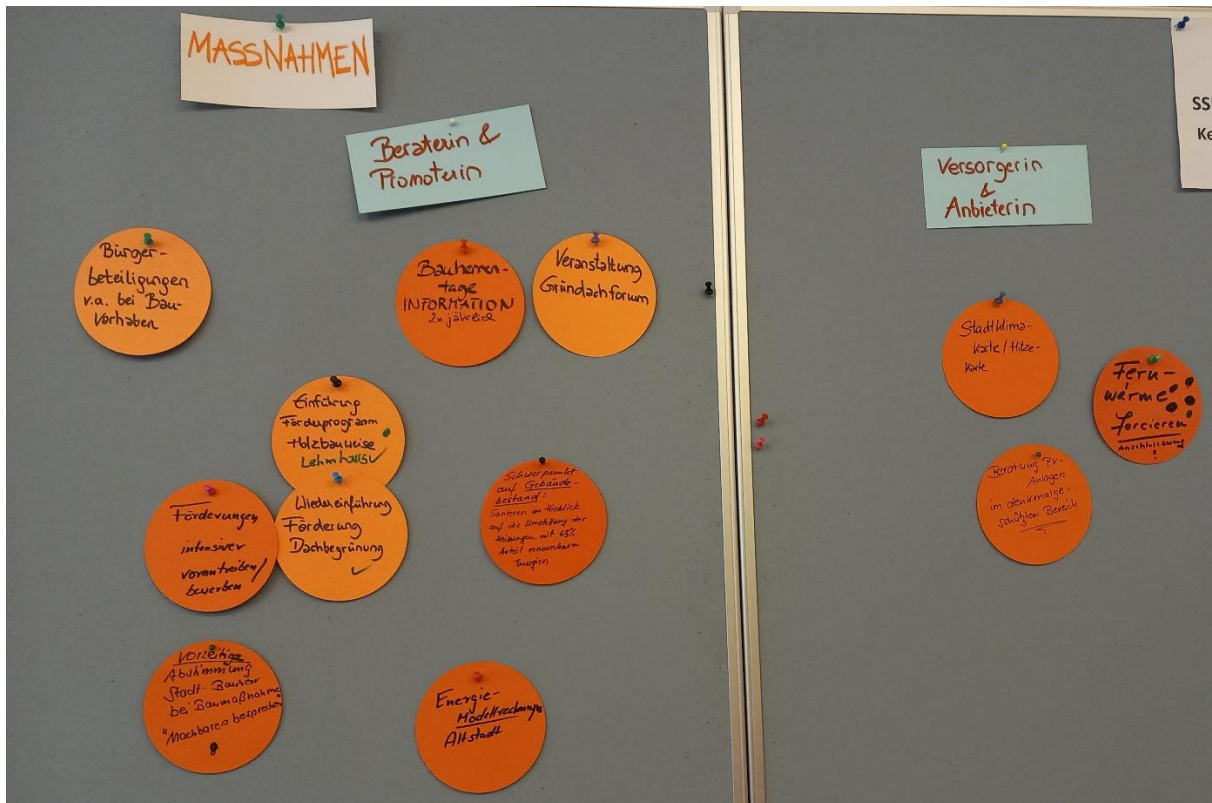 MASSNAHMEN
Beraterin &
Promoterin
Bürger-
beteiligungen
v.a. bei Bau-
vorhaben
Bauherren-
tage
INFORMATION
2x jährlich
Veranstaltung
Gründachforum
Einführung
Förderprogramm
Holzbauweise
Lehmhaus
Förderungen
intensiver
vorantreiben/
bewerben
Wiedereinführung
Förderung
Dachbegrünung
Schwerpunkt
auf Gebäude-
bestand:
Sanieren im Hinblick
auf die Umstellung der
Heizungen mit 65%
Anteil erneuerbarer
Energien
Vorzeitige
Abstimmung
Stadt-Bauherr
bei Baumaßnahme
"Machbares besprechen"
Energie-
Modellrechnung
Altstadt
Versorgerin
&
Anbieterin
Stadtklima-
karte/Hitze-
karte
Fern-
wärme
forcieren
Anschlusszwang
?
Beratung PV-
Anlagen
im denkmalge-
schützten Bereich
SS
Ke